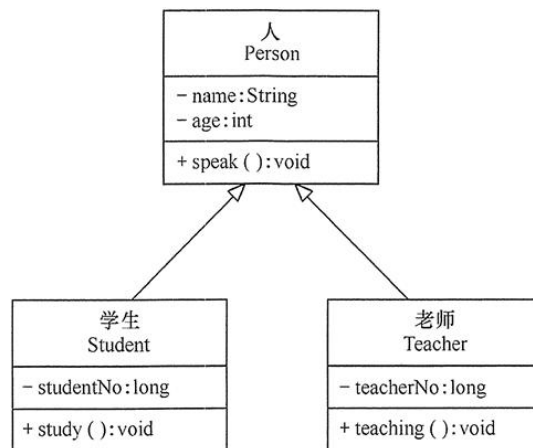 人
Person
- name:String
- age:int
+ speak ( ):void
学生
Student
- studentNo:long
+ study ( ):void
老师
Teacher
- teacherNo:long
+ teaching ( ):void